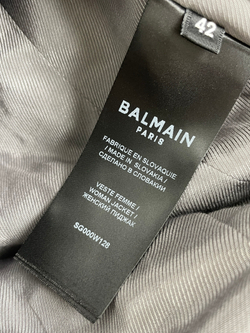 42
BALMAIN
PARIS
FABRIQUE EN SLOVAQUIE
/ MADE IN SLOVAKIA /
СДЕЛАНО В СЛОВАКИИ
VESTE FEMME /
WOMAN JACKET /
ЖЕНСКИЙ ПИДЖАК
SG000W128